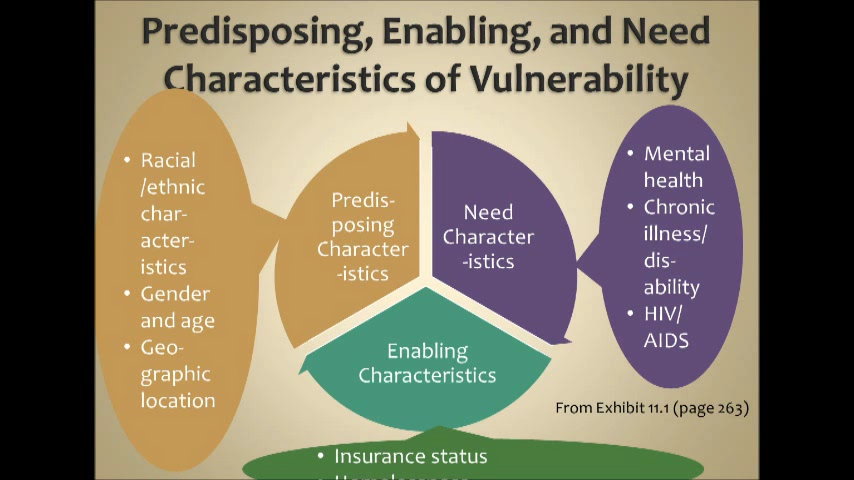 Predisposing, Enabling, and Need
Characteristics of Vulnerability
• Racial
/ethnic
char-
acter-
istics
• Gender
and age
• Geo-
graphic
location
Predis-
posing
Character
-istics
Need
Character
-istics
Enabling
Characteristics
• Mental
health
• Chronic
illness/
dis-
ability
• HIV/
AIDS
From Exhibit 11.1 (page 263)
• Insurance status